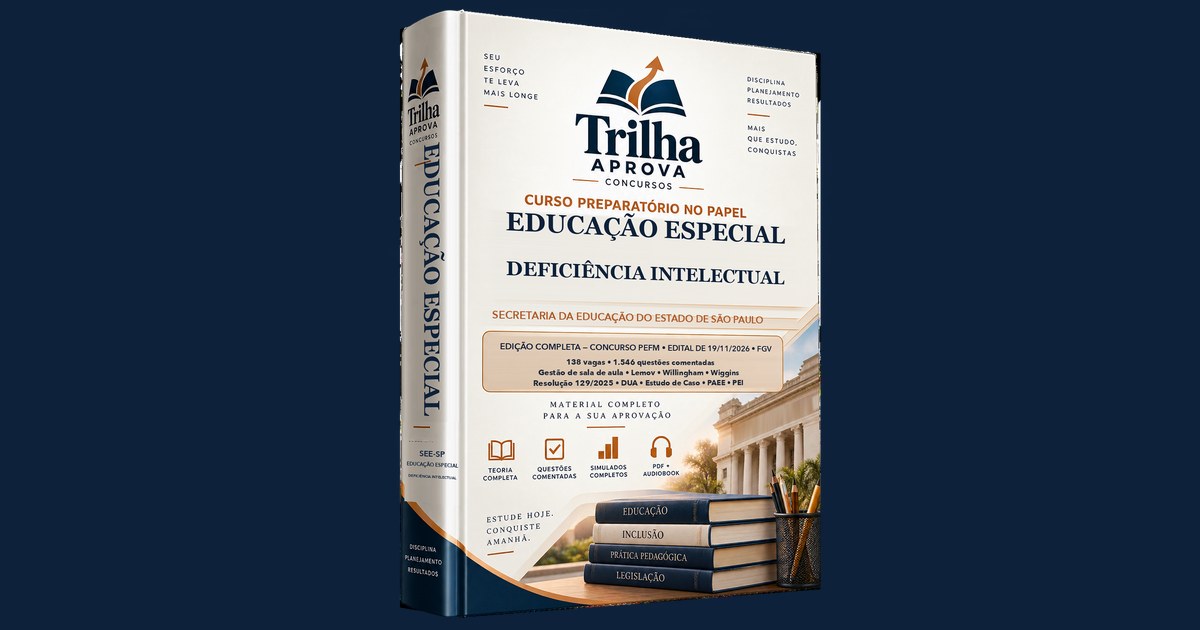 Trilha
APROVA
CONCURSOS
EDUCAÇÃO ESPECIAL
SEE-SP
EDUCAÇÃO ESPECIAL
DEFICIÊNCIA INTELECTUAL
DISCIPLINA
PLANEJAMENTO
RESULTADOS
SEU
ESFORÇO
TE LEVA
MAIS LONGE
Trilha
APROVA
CONCURSOS
DISCIPLINA
PLANEJAMENTO
RESULTADOS
MAIS
QUE ESTUDO,
CONQUISTAS
CURSO PREPARATÓRIO NO PAPEL
EDUCAÇÃO ESPECIAL
DEFICIÊNCIA INTELECTUAL
SECRETARIA DA EDUCAÇÃO DO ESTADO DE SÃO PAULO
EDIÇÃO COMPLETA – CONCURSO PEFM • EDITAL DE 19/11/2026 • FGV
138 vagas • 1.546 questões comentadas
Gestão de sala de aula • Lemov • Willingham • Wiggins
Resolução 129/2025 • DUA • Estudo de Caso • PAEE • PEI
MATERIAL COMPLETO
PARA A SUA APROVAÇÃO
TEORIA
COMPLETA
QUESTÕES
COMENTADAS
SIMULADOS
COMPLETOS
PDF +
AUDIOBOOK
ESTUDE HOJE.
CONQUISTE
AMANHÃ.
EDUCAÇÃO
INCLUSÃO
PRÁTICA PEDAGÓGICA
LEGISLAÇÃO